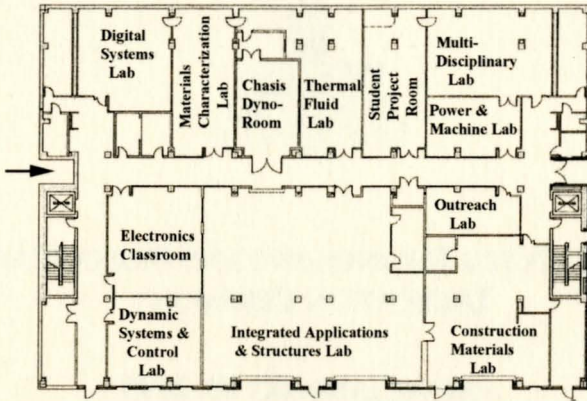 Digital
Systems
Lab
Materials
Characterization
Lab
Chasis
Dyno-
Room
Thermal
Fluid
Lab
Student
Project
Room
Multi-
Disciplinary
Lab
Power &
Machine Lab
Electronics
Classroom
Outreach
Lab
Dynamic
Systems &
Control
Lab
Integrated Applications
& Structures Lab
Construction
Materials
Lab